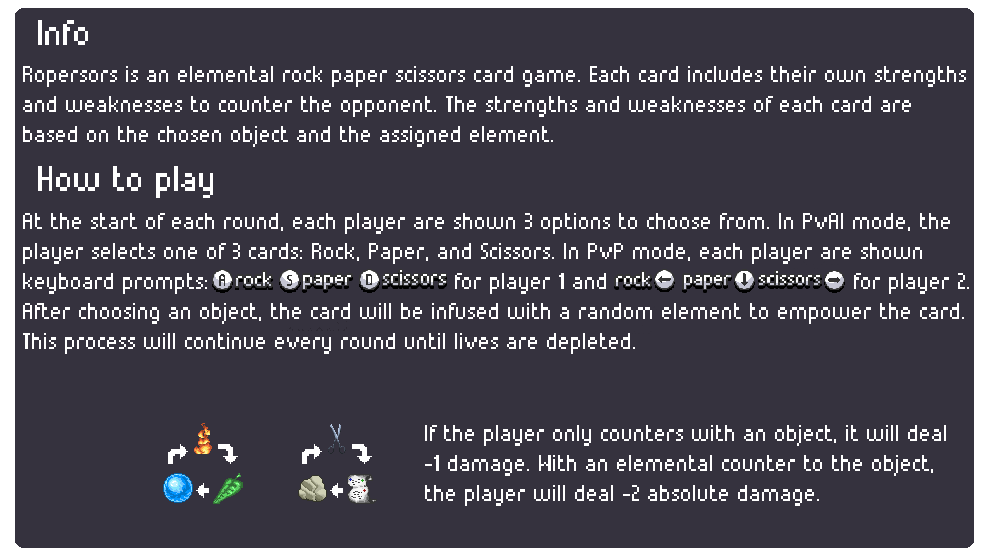 Info
Ropersors is an elemental rock paper scissors card game. Each card includes their own strengths
and weaknesses to counter the opponent. The strengths and weaknesses of each card are
based on the chosen object and the assigned element.
How to play
At the start of each round, each player are shown 3 options to choose from. In PvAI mode, the
player selects one of 3 cards: Rock, Paper, and Scissors. In PvP mode, each player are shown
keyboard prompts: A rock S paper D scissors for player 1 and rock ← paper ↓ scissors → for player 2.
After choosing an object, the card will be infused with a random element to empower the card.
This process will continue every round until lives are depleted.
If the player only counters with an object, it will deal
-1 damage. With an elemental counter to the object,
the player will deal -2 absolute damage.